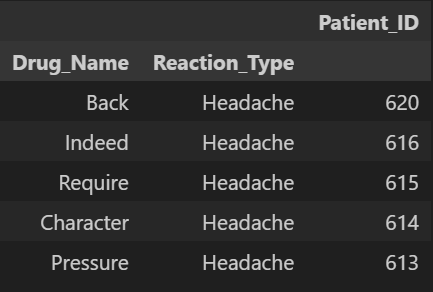 Patient_ID
Drug_Name Reaction_Type
Back Headache 620
Indeed Headache 616
Require Headache 615
Character Headache 614
Pressure Headache 613